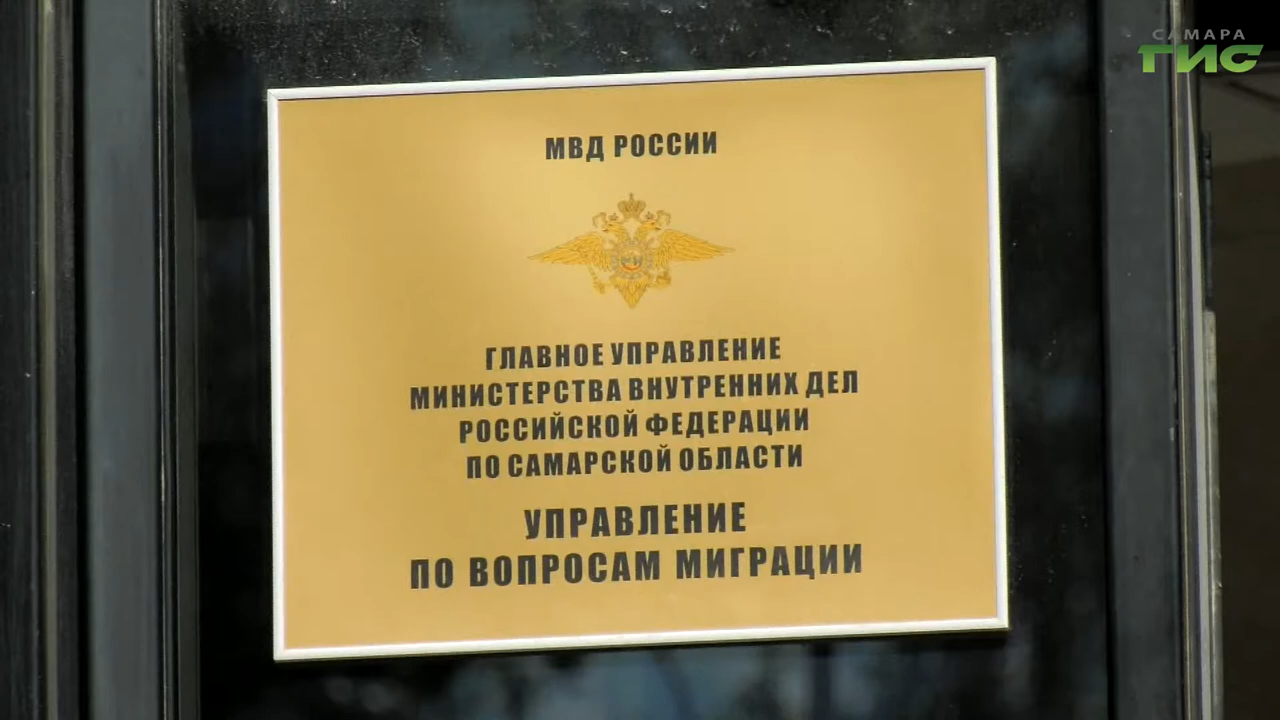 САМАРА
ГИС
МВД РОССИИ
ГЛАВНОЕ УПРАВЛЕНИЕ
МИНИСТЕРСТВА ВНУТРЕННИХ ДЕЛ
РОССИЙСКОЙ ФЕДЕРАЦИИ
ПО САМАРСКОЙ ОБЛАСТИ
УПРАВЛЕНИЕ
ПО ВОПРОСАМ МИГРАЦИИ